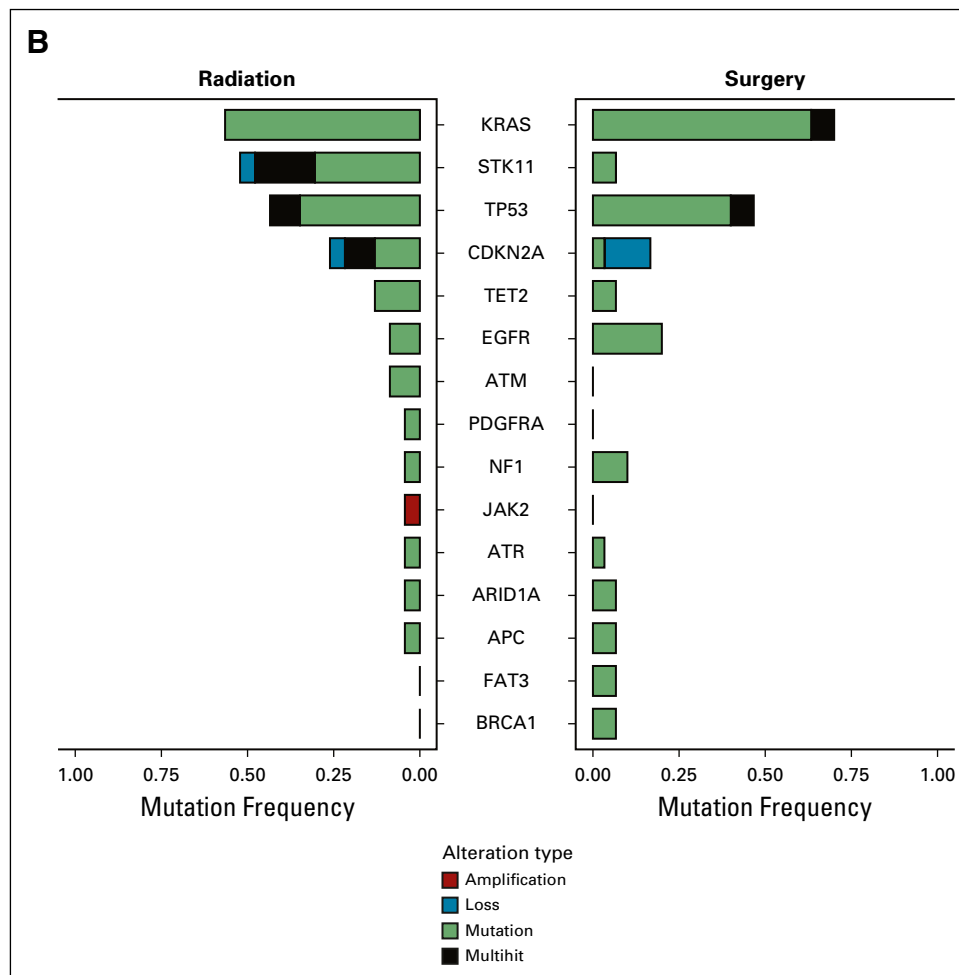 B
Radiation
Surgery
KRAS
STK11
TP53
CDKN2A
TET2
EGFR
ATM
PDGFRA
NF1
JAK2
ATR
ARID1A
APC
FAT3
BRCA1
1.00 0.75 0.50 0.25 0.00
0.00 0.25 0.50 0.75 1.00
Mutation Frequency
Mutation Frequency
Alteration type
Amplification
Loss
Mutation
Multihit